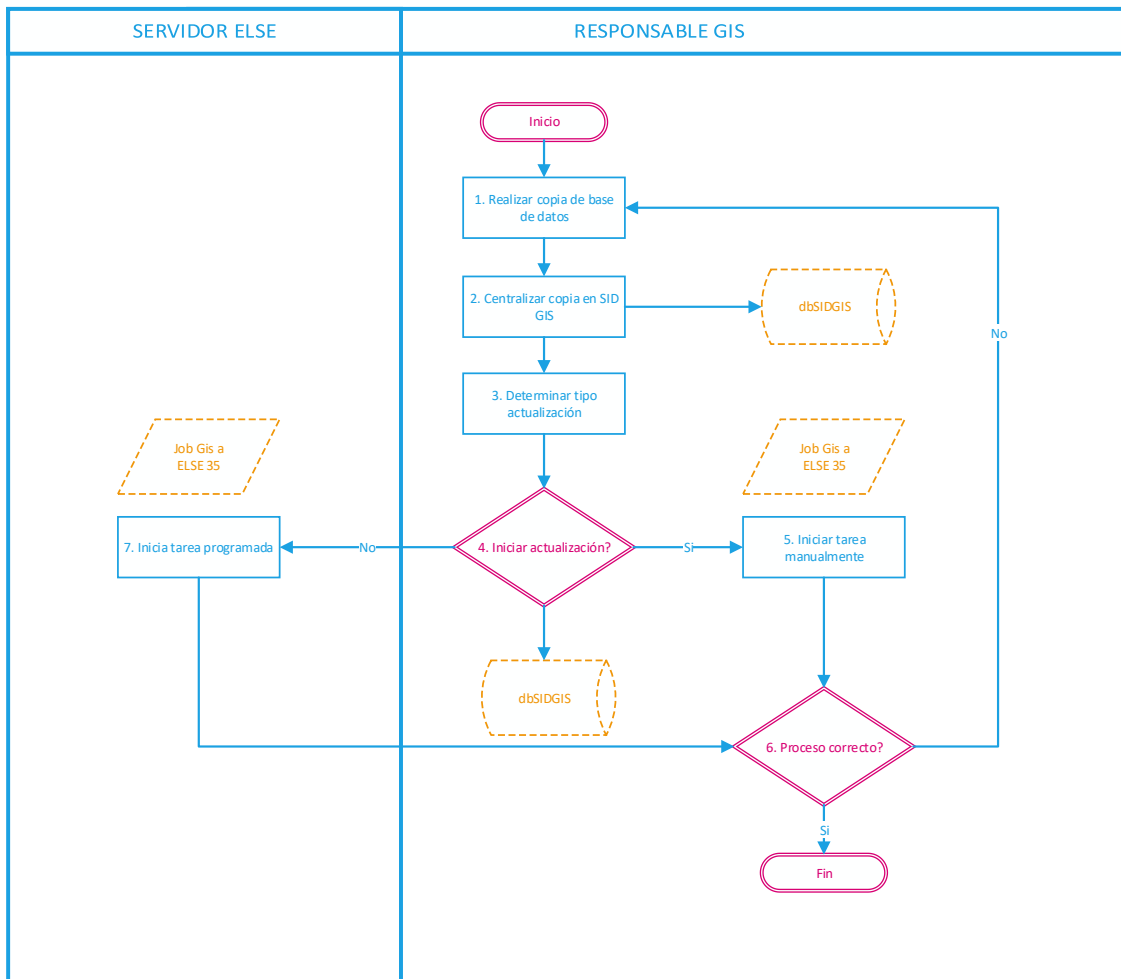 SERVIDOR ELSE
RESPONSABLE GIS
Inicio
1. Realizar copia de base
de datos
2. Centralizar copia en SID
GIS
dbSIDGIS
No
3. Determinar tipo
actualización
Job Gis a
ELSE 35
Job Gis a
ELSE 35
7. Inicia tarea programada
No
4. Iniciar actualización?
Si
5. Iniciar tarea
manualmente
dbSIDGIS
6. Proceso correcto?
Si
Fin